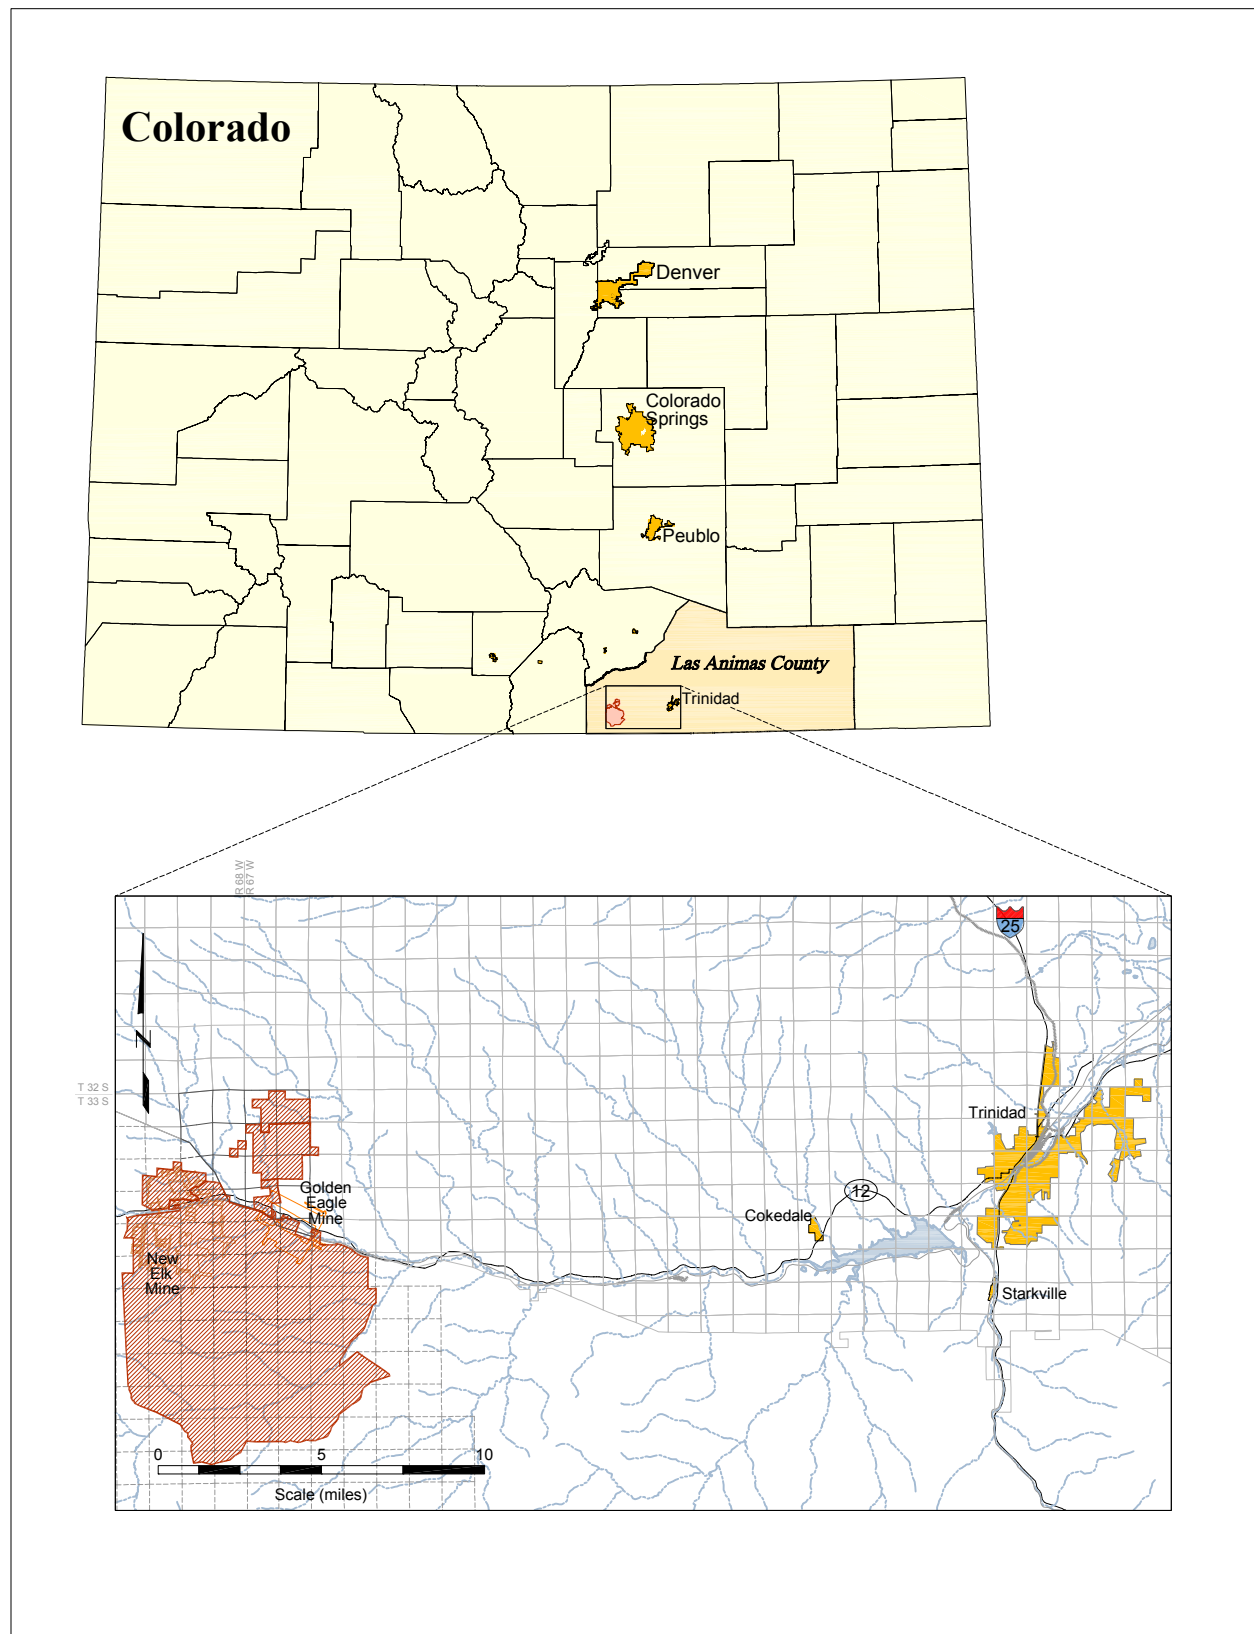 Colorado
Denver
Colorado
Springs
Peublo
Las Animas County
Trinidad
R 68 W
R 67 W
25
N
T 32 S
T 33 S
Trinidad
Golden
Eagle
Mine
12
Cokedale
New
Elk
Mine
Starkville
0 5 10
Scale (miles)